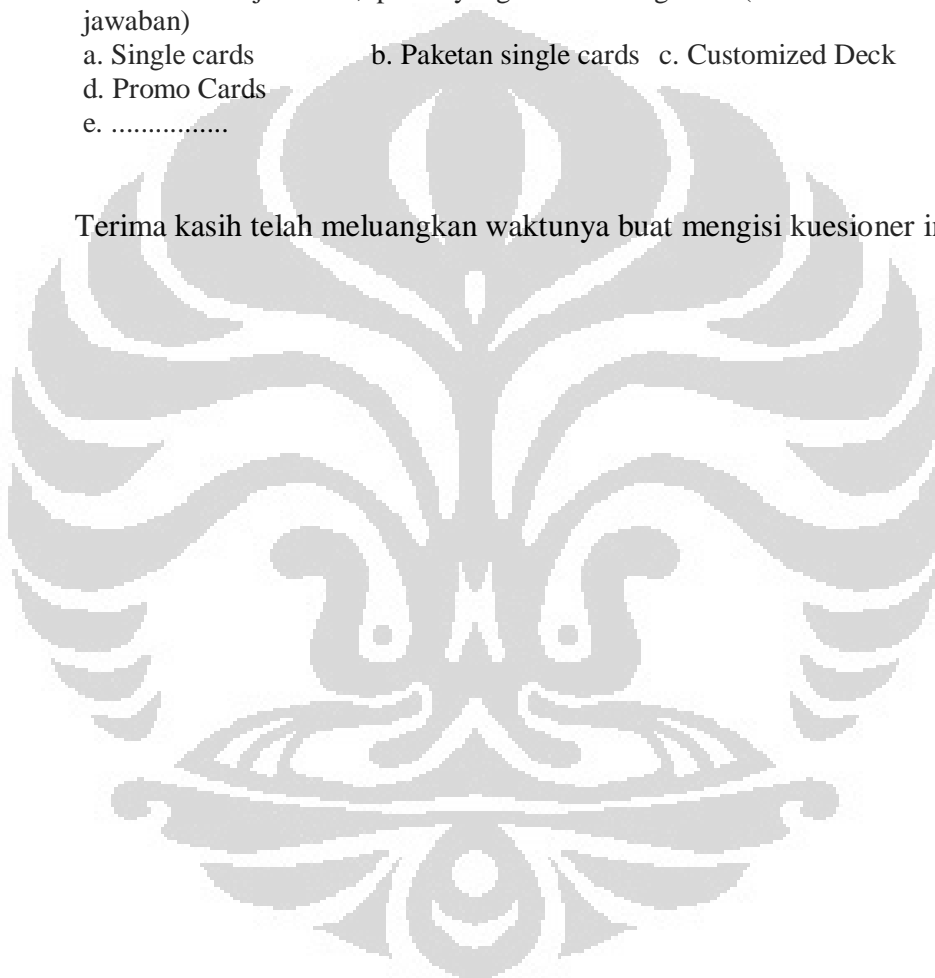 jawaban)
a. Single cards b. Paketan single cards c. Customized Deck
d. Promo Cards
e. ................
Terima kasih telah meluangkan waktunya buat mengisi kuesioner